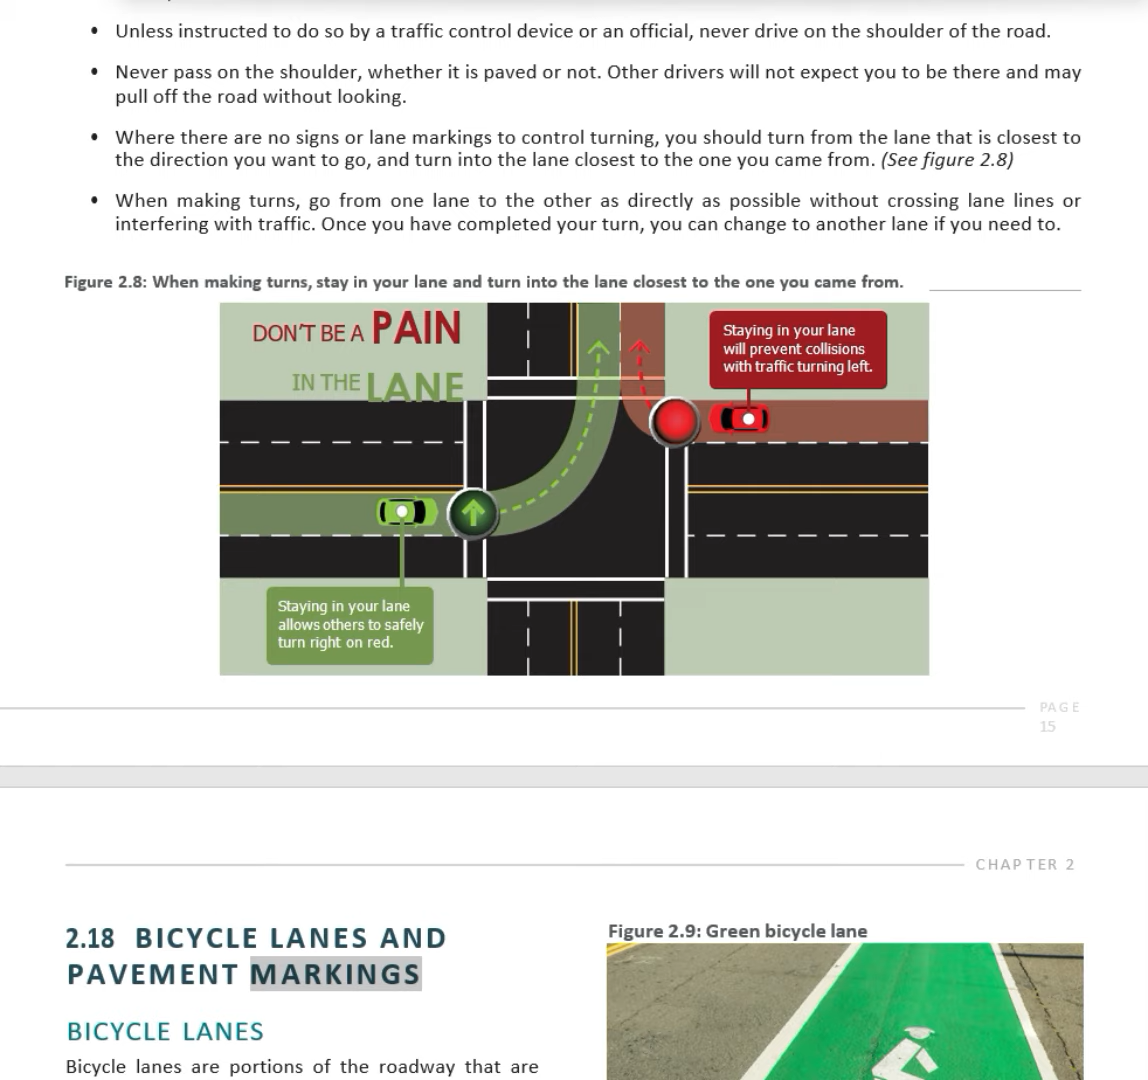 • Unless instructed to do so by a traffic control device or an official, never drive on the shoulder of the road.
• Never pass on the shoulder, whether it is paved or not. Other drivers will not expect you to be there and may
pull off the road without looking.
• Where there are no signs or lane markings to control turning, you should turn from the lane that is closest to
the direction you want to go, and turn into the lane closest to the one you came from. (See figure 2.8)
• When making turns, go from one lane to the other as directly as possible without crossing lane lines or
interfering with traffic. Once you have completed your turn, you can change to another lane if you need to.
Figure 2.8: When making turns, stay in your lane and turn into the lane closest to the one you came from.
DON'T BE A PAIN
IN THE LANE
Staying in your lane
will prevent collisions
with traffic turning left.
Staying in your lane
allows others to safely
turn right on red.
PAGE
15
CHAPTER 2
2.18 BICYCLE LANES AND
PAVEMENT MARKINGS
BICYCLE LANES
Bicycle lanes are portions of the roadway that are
Figure 2.9: Green bicycle lane